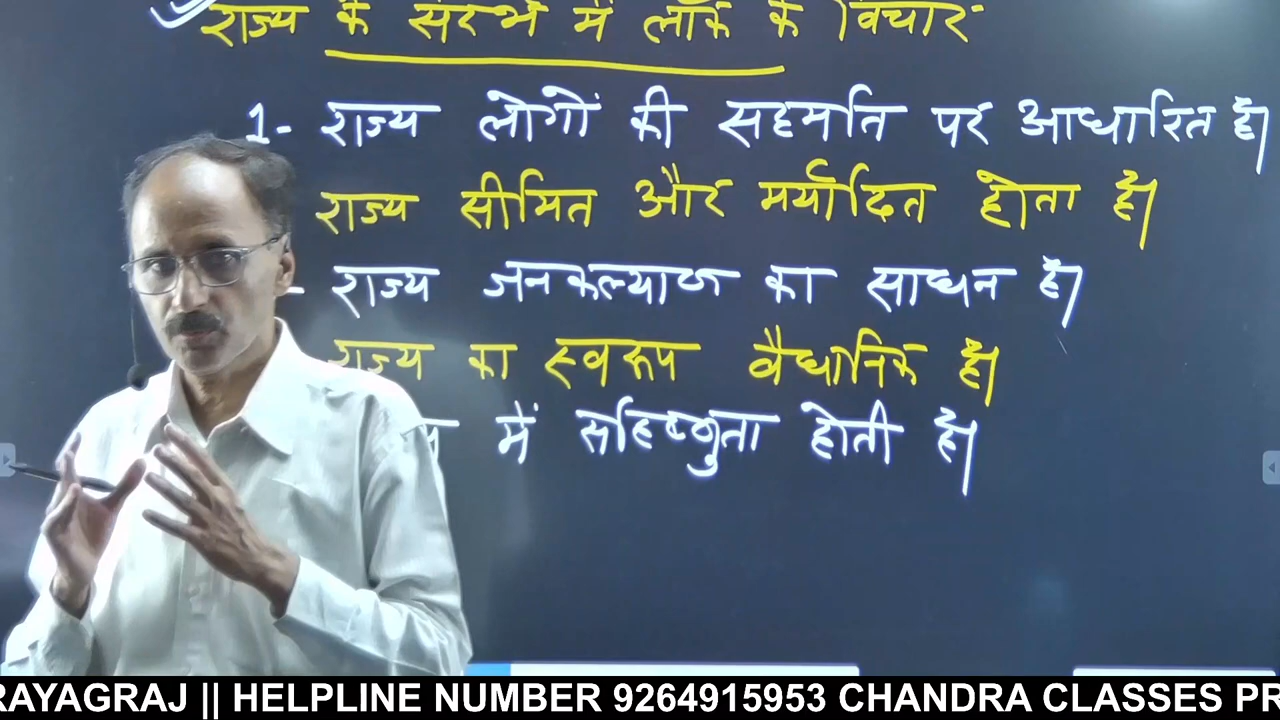 राज्य के संदर्भ में लॉक के विचार
1- राज्य लोगों की सहमति पर आधारित है।
राज्य सीमित और मर्यादित होता है।
- राज्य जनकल्याण का साधन है।
राज्य का स्वरूप वैधानिक है।
में सहिष्णुता होती है।
RAYAGRAJ || HELPLINE NUMBER 9264915953 CHANDRA CLASSES PR